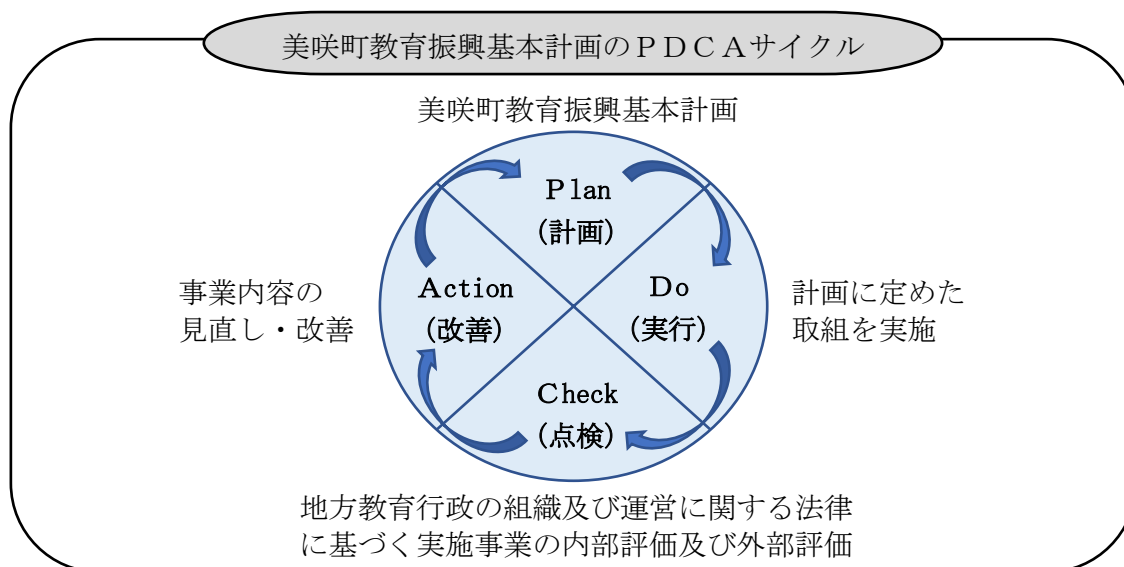 美咲町教育振興基本計画のＰＤＣＡサイクル
美咲町教育振興基本計画
Ｐlan
(計画)
Ａction
(改善)
Ｄo
(実行)
事業内容の
見直し・改善
計画に定めた
取組を実施
Ｃheck
(点検)
地方教育行政の組織及び運営に関する法律
に基づく実施事業の内部評価及び外部評価